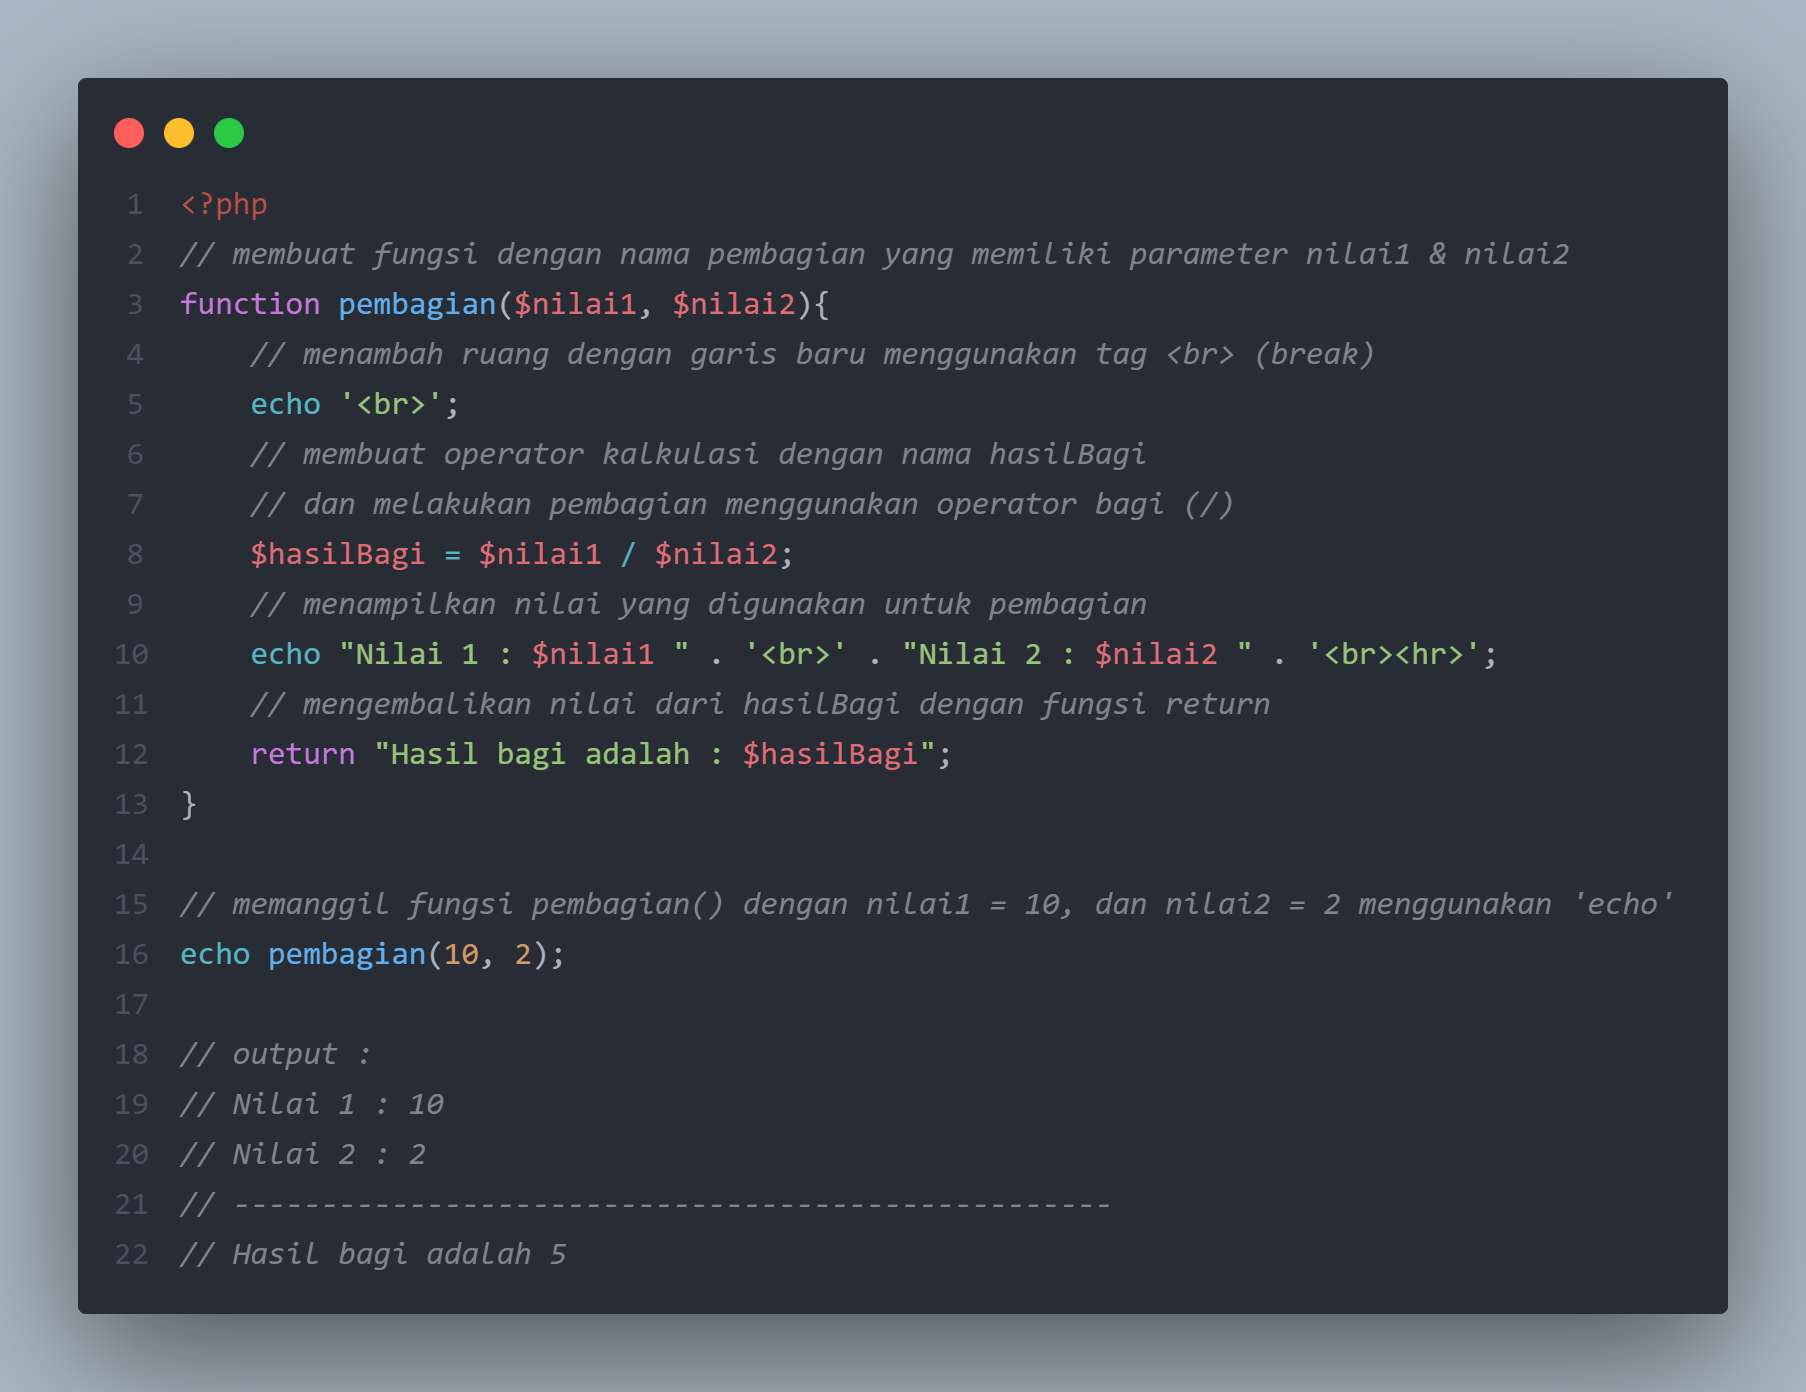 1 <?php
2 // membuat fungsi dengan nama pembagian yang memiliki parameter nilai1 & nilai2
3 function pembagian($nilai1, $nilai2){
4     // menambah ruang dengan garis baru menggunakan tag <br> (break)
5     echo '<br>';
6     // membuat operator kalkulasi dengan nama hasilBagi
7     // dan melakukan pembagian menggunakan operator bagi (/)
8     $hasilBagi = $nilai1 / $nilai2;
9     // menampilkan nilai yang digunakan untuk pembagian
10     echo "Nilai 1 : $nilai1 " . '<br>' . "Nilai 2 : $nilai2 " . '<br><hr>';
11     // mengembalikan nilai dari hasilBagi dengan fungsi return
12     return "Hasil bagi adalah : $hasilBagi";
13 }
14
15 // memanggil fungsi pembagian() dengan nilai1 = 10, dan nilai2 = 2 menggunakan 'echo'
16 echo pembagian(10, 2);
17
18 // output :
19 // Nilai 1 : 10
20 // Nilai 2 : 2
21 // --------------------------------------------------
22 // Hasil bagi adalah 5